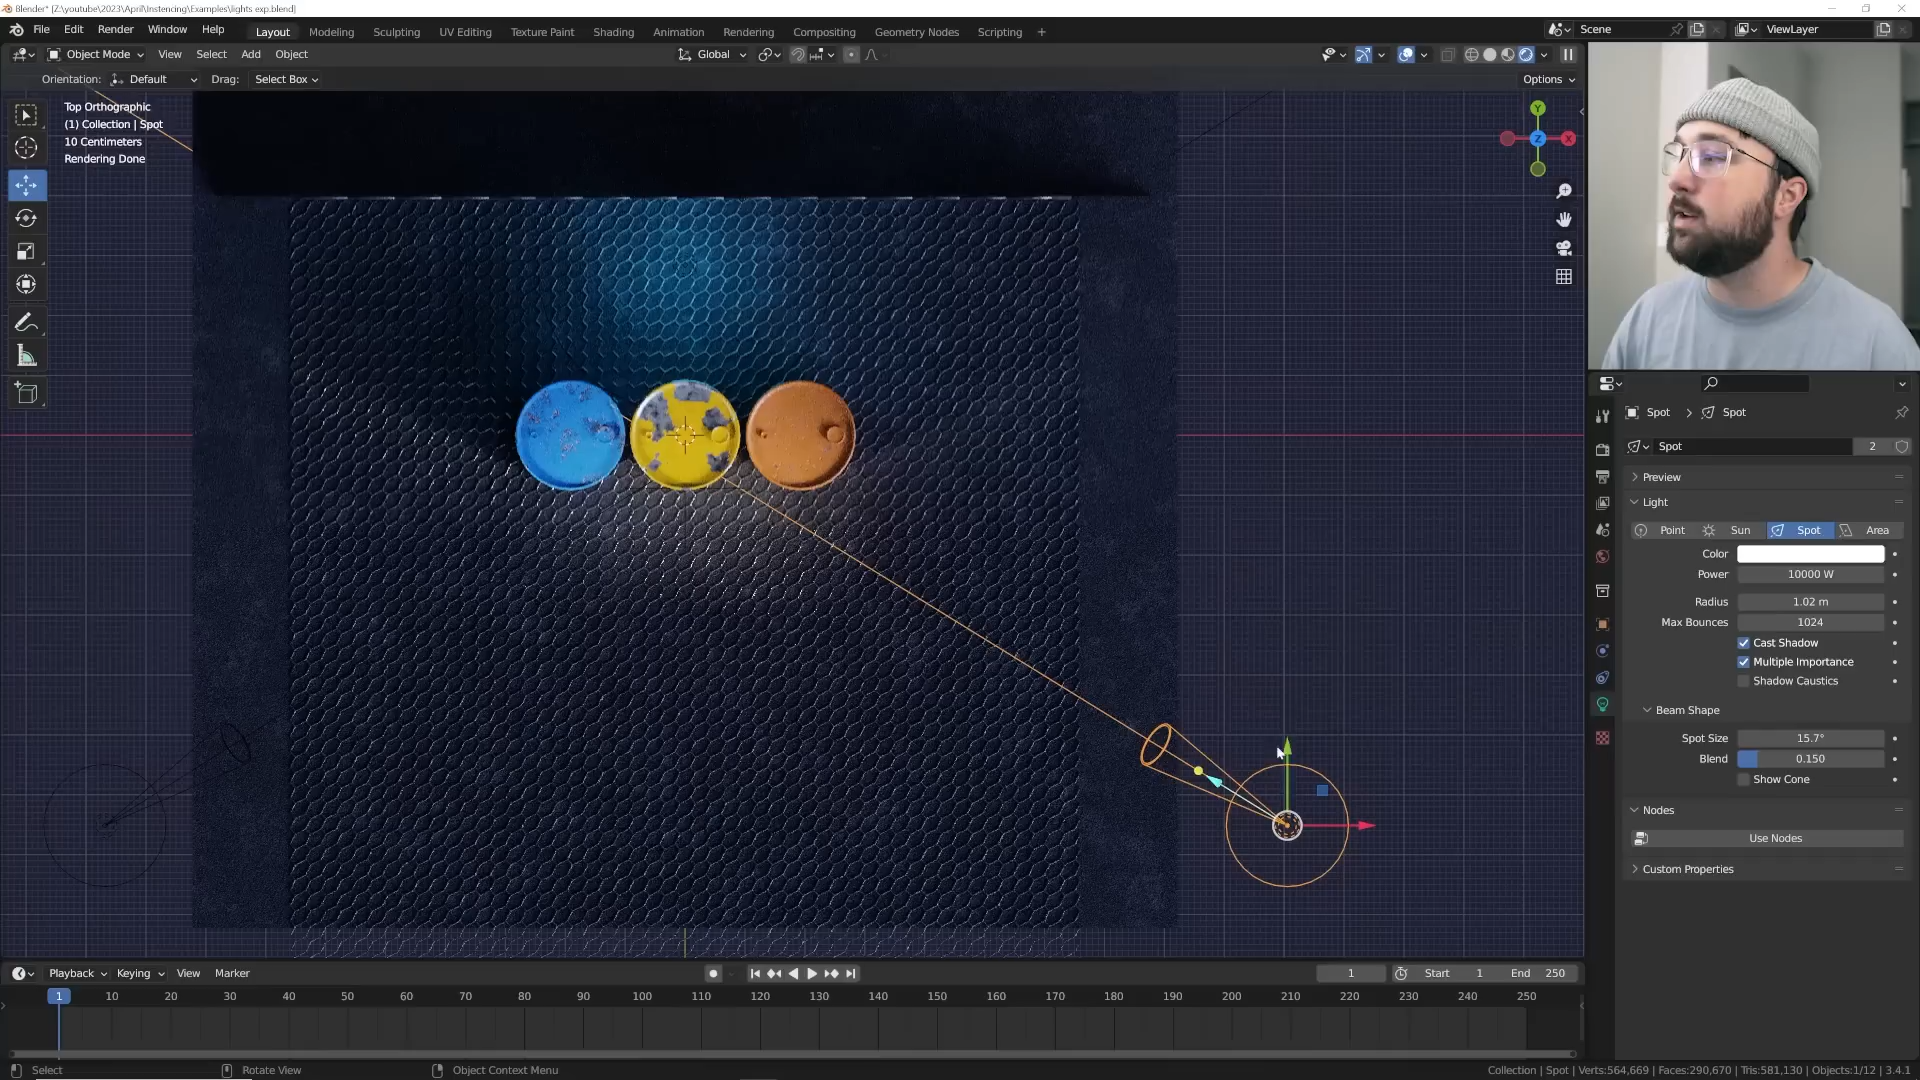 Blender* [Z:\youtube\2023\April\Instencing\Examples\lights exp.blend]
File Edit Render Window Help Layout Modeling Sculpting UV Editing Texture Paint Shading Animation Rendering Compositing Geometry Nodes Scripting + Scene ViewLayer
Object Mode View Select Add Object Global
Orientation: Default Drag: Select Box Options
Top Orthographic
(1) Collection | Spot
10 Centimeters
Rendering Done
Y
Z
X
Spot > Spot
Spot 2
Preview
Light
Point Sun Spot Area
Color
Power 10000 W
Radius 1.02 m
Max Bounces 1024
Cast Shadow
Multiple Importance
Shadow Caustics
Beam Shape
Spot Size 15.7°
Blend 0.150
Show Cone
Nodes
Use Nodes
Custom Properties
Playback Keying View Marker 1 Start 1 End 250
1 10 20 30 40 50 60 70 80 90 100 110 120 130 140 150 160 170 180 190 200 210 220 230 240 250
Select Rotate View Object Context Menu Collection | Spot | Verts:564,669 | Faces:290,670 | Tris:581,130 | Objects:1/12 | 3.4.1